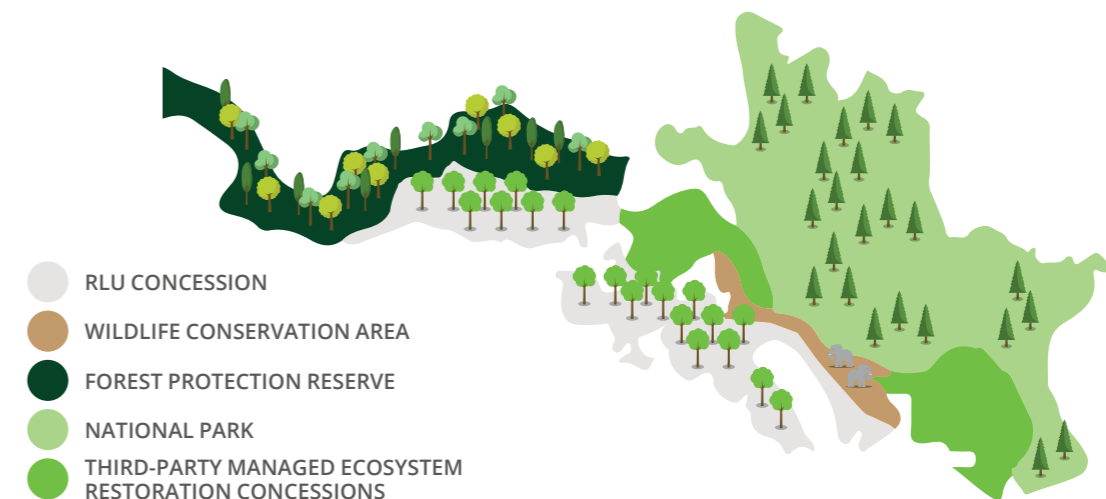 RLU CONCESSION
WILDLIFE CONSERVATION AREA
FOREST PROTECTION RESERVE
NATIONAL PARK
THIRD-PARTY MANAGED ECOSYSTEM
RESTORATION CONCESSIONS